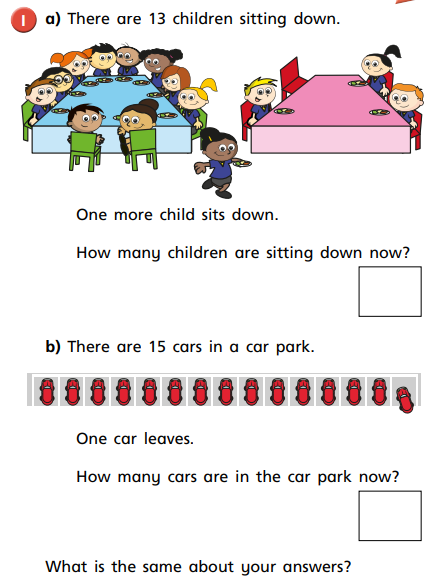 1 a) There are 13 children sitting down.
One more child sits down.
How many children are sitting down now?
b) There are 15 cars in a car park.
One car leaves.
How many cars are in the car park now?
What is the same about your answers?